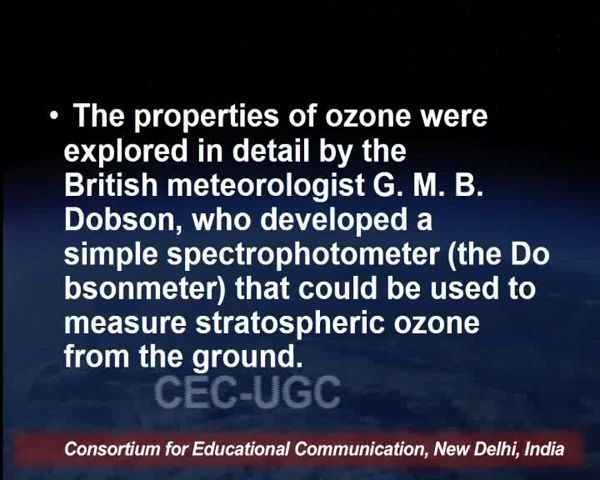 • The properties of ozone were
explored in detail by the
British meteorologist G. M. B.
Dobson, who developed a
simple spectrophotometer (the Do
bsonmeter) that could be used to
measure stratospheric ozone
from the ground.
CEC-UGC
Consortium for Educational Communication, New Delhi, India